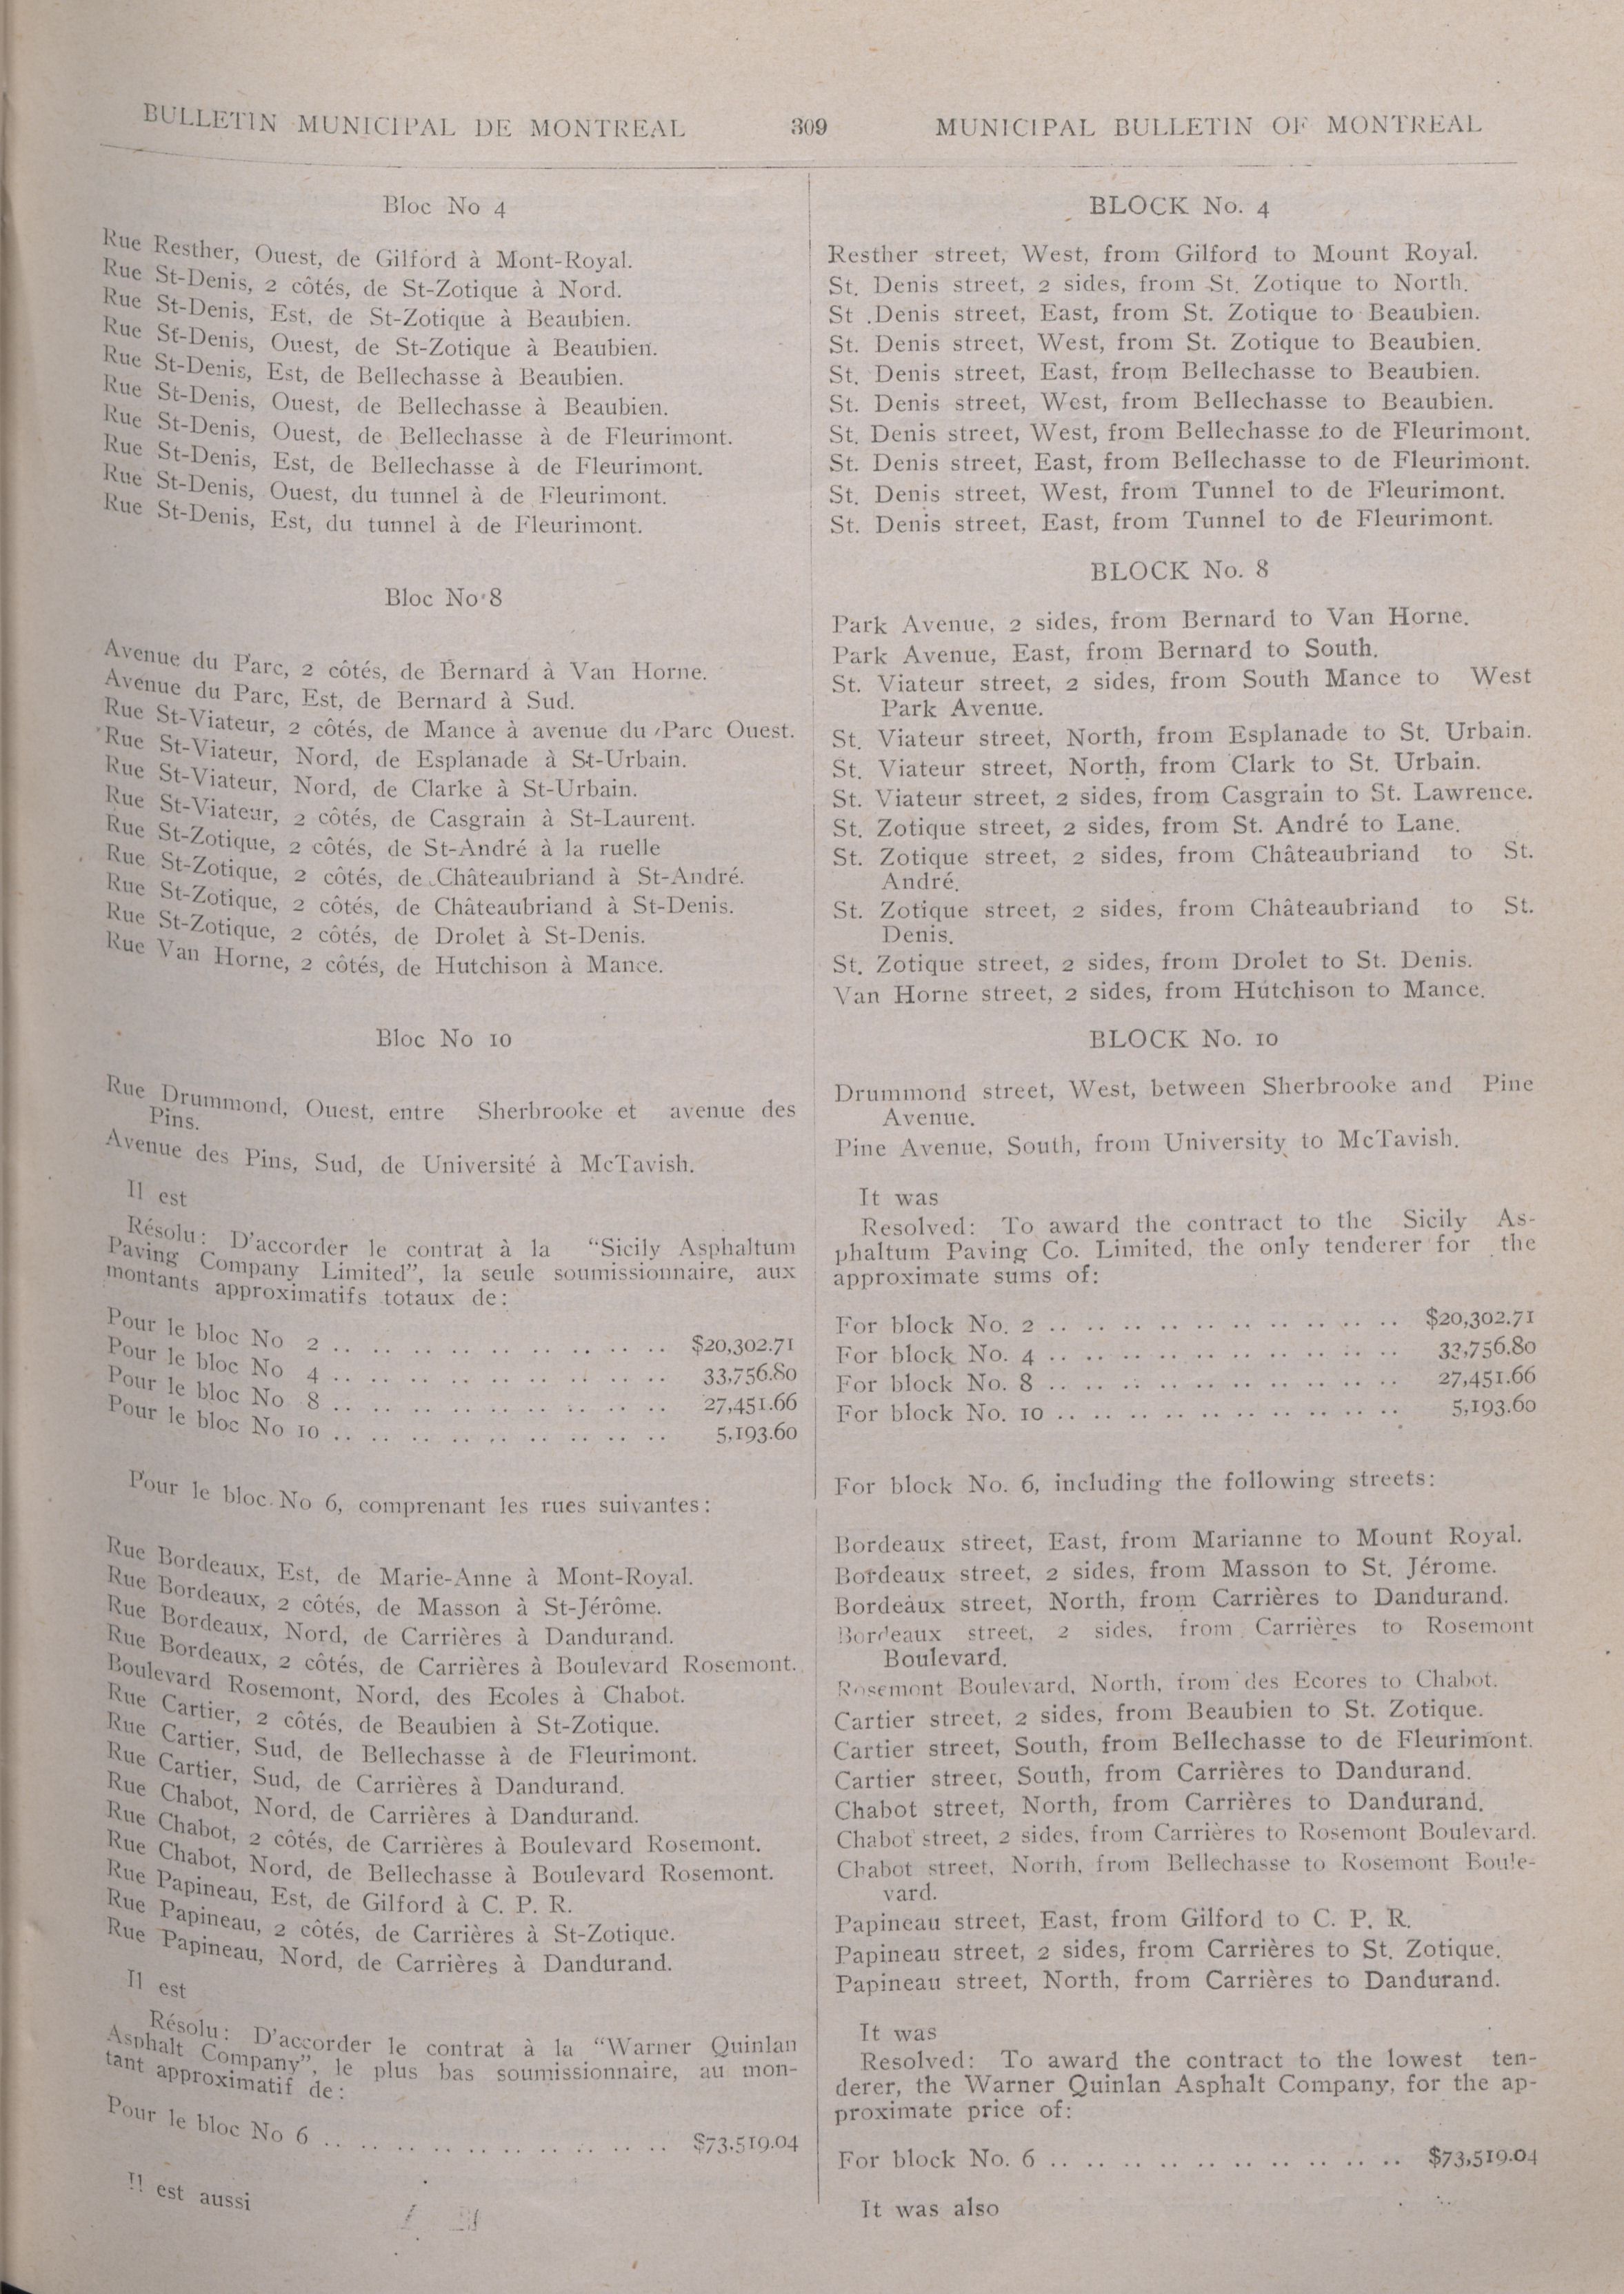 BULLETIN MUNICIPAL DE MONTREAL 309 MUNICIPAL BULLETIN OF MONTREAL
Bloc No 4
Rue Resther, Ouest, de Gilford à Mont-Royal.
Rue St-Denis, 2 côtés, de St-Zotique à Nord.
Rue St-Denis, Est, de St-Zotique à Beaubien.
Rue St-Denis, Ouest, de St-Zotique à Beaubien.
Rue St-Denis, Est, de Bellechasse à Beaubien.
Rue St-Denis, Ouest, de Bellechasse à Beaubien.
Rue St-Denis, Ouest, de Bellechasse à de Fleurimont.
Rue St-Denis, Est, de Bellechasse à de Fleurimont.
Rue St-Denis, Ouest, du tunnel à de Fleurimont.
Rue St-Denis, Est, du tunnel à de Fleurimont.
Bloc No 8
Avenue du Parc, 2 côtés, de Bernard à Van Horne.
Avenue du Parc, Est, de Bernard à Sud.
Rue St-Viateur, 2 côtés, de Mance à avenue du Parc Ouest.
Rue St-Viateur, Nord, de Esplanade à St-Urbain.
Rue St-Viateur, Nord, de Clarke à St-Urbain.
Rue St-Viateur, 2 côtés, de Casgrain à St-Laurent.
Rue St-Zotique, 2 côtés, de St-André à la ruelle
Rue St-Zotique, 2 côtés, de Châteaubriand à St-André.
Rue St-Zotique, 2 côtés, de Châteaubriand à St-Denis.
Rue St-Zotique, 2 côtés, de Drolet à St-Denis.
Rue Van Horne, 2 côtés, de Hutchison à Mance.
Bloc No 10
Rue Drummond, Ouest, entre Sherbrooke et avenue des
Pins.
Avenue des Pins, Sud, de Université à McTavish.
Il est
Résolu: D'accorder le contrat à la "Sicily Asphaltum
Paving Company Limited", la seule soumissionnaire, aux
montants approximatifs totaux de:
Pour le bloc No 2 .. .. .. .. .. .. .. .. .. .. $20,302.71
Pour le bloc No 4 .. .. .. .. .. .. .. .. .. .. 33,756.80
Pour le bloc No 8 .. .. .. .. .. .. .. .. .. .. 27,451.66
Pour le bloc No 10 .. .. .. .. .. .. .. .. .. .. 5,193.60
Pour le bloc No 6, comprenant les rues suivantes:
Rue Bordeaux, Est, de Marie-Anne à Mont-Royal.
Rue Bordeaux, 2 côtés, de Masson à St-Jérôme.
Rue Bordeaux, Nord, de Carrières à Dandurand.
Rue Bordeaux, 2 côtés, de Carrières à Boulevard Rosemont.
Boulevard Rosemont, Nord, des Ecoles à Chabot.
Rue Cartier, 2 côtés, de Beaubien à St-Zotique.
Rue Cartier, Sud, de Bellechasse à de Fleurimont.
Rue Cartier, Sud, de Carrières à Dandurand.
Rue Chabot, Nord, de Carrières à Dandurand.
Rue Chabot, 2 côtés, de Carrières à Boulevard Rosemont.
Rue Chabot, Nord, de Bellechasse à Boulevard Rosemont.
Rue Papineau, Est, de Gilford à C. P. R.
Rue Papineau, 2 côtés, de Carrières à St-Zotique.
Rue Papineau, Nord, de Carrières à Dandurand.
Il est
Résolu: D'accorder le contrat à la "Warner Quinlan
Asphalt Company", le plus bas soumissionnaire, au mon-
tant approximatif de:
Pour le bloc No 6 .. .. .. .. .. .. .. .. .. .. $73,519.04
Il est aussi
BLOCK No. 4
Resther street, West, from Gilford to Mount Royal.
St. Denis street, 2 sides, from St. Zotique to North.
St .Denis street, East, from St. Zotique to Beaubien.
St. Denis street, West, from St. Zotique to Beaubien.
St. Denis street, East, from Bellechasse to Beaubien.
St. Denis street, West, from Bellechasse to Beaubien.
St. Denis street, West, from Bellechasse to de Fleurimont.
St. Denis street, East, from Bellechasse to de Fleurimont.
St. Denis street, West, from Tunnel to de Fleurimont.
St. Denis street, East, from Tunnel to de Fleurimont.
BLOCK No. 8
Park Avenue, 2 sides, from Bernard to Van Horne.
Park Avenue, East, from Bernard to South.
St. Viateur street, 2 sides, from South Mance to West
Park Avenue.
St. Viateur street, North, from Esplanade to St. Urbain.
St. Viateur street, North, from Clark to St. Urbain.
St. Viateur street, 2 sides, from Casgrain to St. Lawrence.
St. Zotique street, 2 sides, from St. André to Lane.
St. Zotique street, 2 sides, from Châteaubriand to St.
André.
St. Zotique street, 2 sides, from Châteaubriand to St.
Denis.
St. Zotique street, 2 sides, from Drolet to St. Denis.
Van Horne street, 2 sides, from Hutchison to Mance.
BLOCK No. 10
Drummond street, West, between Sherbrooke and Pine
Avenue.
Pine Avenue, South, from University to McTavish.
It was
Resolved: To award the contract to the Sicily As-
phaltum Paving Co. Limited, the only tenderer for the
approximate sums of:
For block No. 2 .. .. .. .. .. .. .. .. .. .. $20,302.71
For block No. 4 .. .. .. .. .. .. .. .. .. .. 33,756.80
For block No. 8 .. .. .. .. .. .. .. .. .. .. 27,451.66
For block No. 10 .. .. .. .. .. .. .. .. .. .. 5,193.60
For block No. 6, including the following streets:
Bordeaux street, East, from Marianne to Mount Royal.
Bordeaux street, 2 sides, from Masson to St. Jérome.
Bordeaux street, North, from Carrières to Dandurand.
Bordeaux street, 2 sides, from Carrières to Rosemont
Boulevard.
Rosemont Boulevard, North, from des Ecores to Chabot.
Cartier street, 2 sides, from Beaubien to St. Zotique.
Cartier street, South, from Bellechasse to de Fleurimont.
Cartier street, South, from Carrières to Dandurand.
Chabot street, North, from Carrières to Dandurand.
Chabot street, 2 sides, from Carrières to Rosemont Boulevard.
Chabot street, North, from Bellechasse to Rosemont Boule-
vard.
Papineau street, East, from Gilford to C. P. R.
Papineau street, 2 sides, from Carrières to St. Zotique.
Papineau street, North, from Carrières to Dandurand.
It was
Resolved: To award the contract to the lowest ten-
derer, the Warner Quinlan Asphalt Company, for the ap-
proximate price of:
For block No. 6 .. .. .. .. .. .. .. .. .. .. $73,519.04
It was also